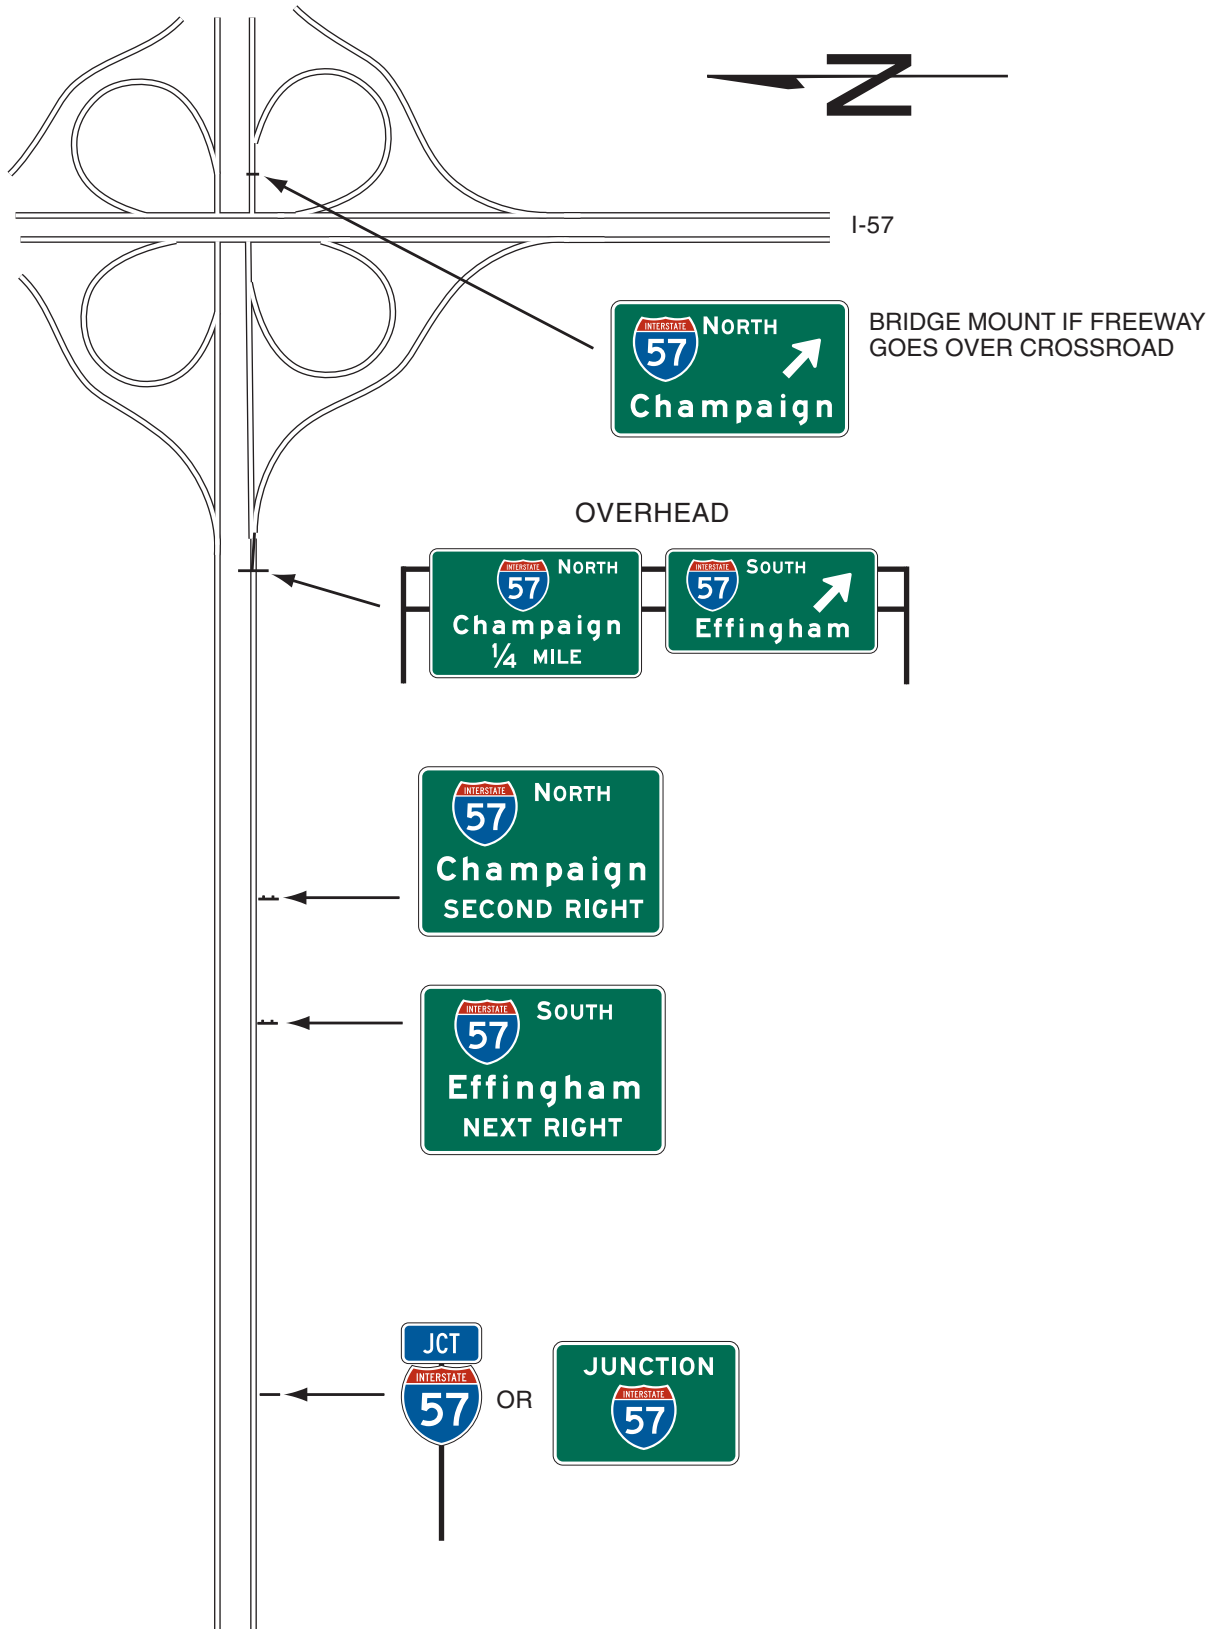 N
I-57
INTERSTATE
57
NORTH
Champaign
BRIDGE MOUNT IF FREEWAY
GOES OVER CROSSROAD
OVERHEAD
INTERSTATE
57
NORTH
Champaign
1/4 MILE
INTERSTATE
57
SOUTH
Effingham
INTERSTATE
57
NORTH
Champaign
SECOND RIGHT
INTERSTATE
57
SOUTH
Effingham
NEXT RIGHT
JCT
INTERSTATE
57
OR
JUNCTION
INTERSTATE
57